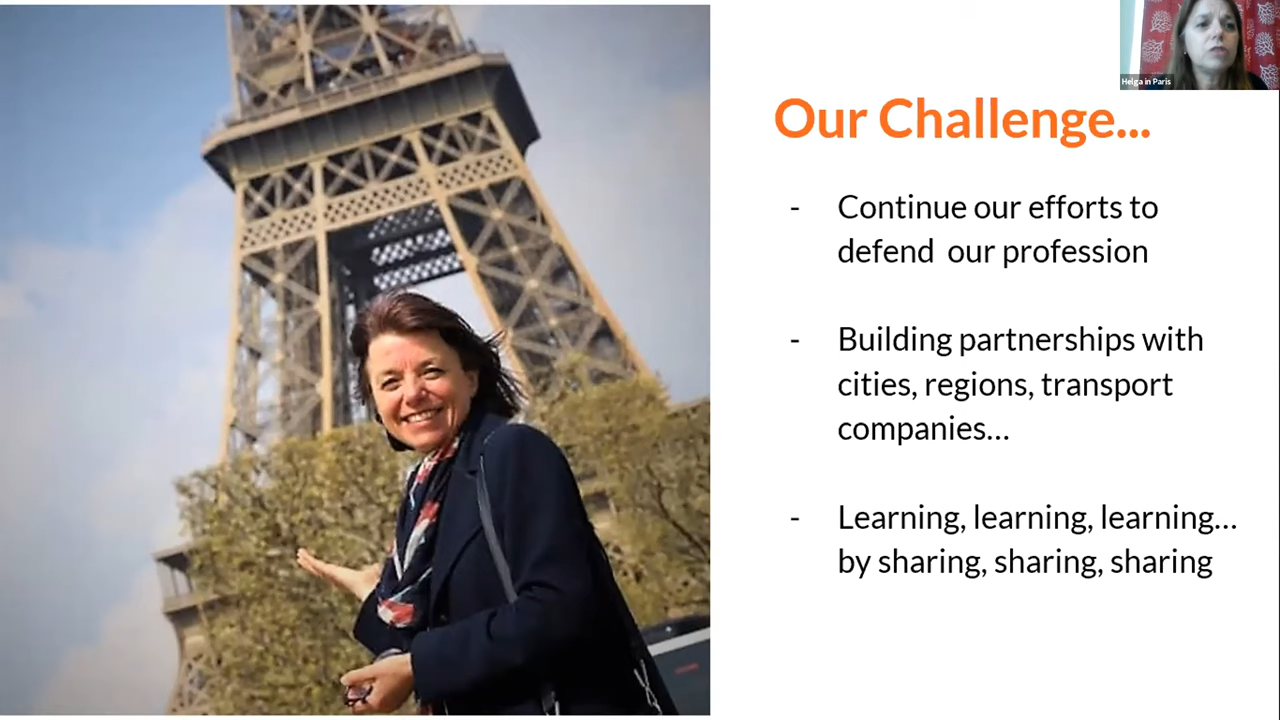 Helga in Paris
Our Challenge...
- Continue our efforts to
defend  our profession
- Building partnerships with
cities, regions, transport
companies...
- Learning, learning, learning...
by sharing, sharing, sharing